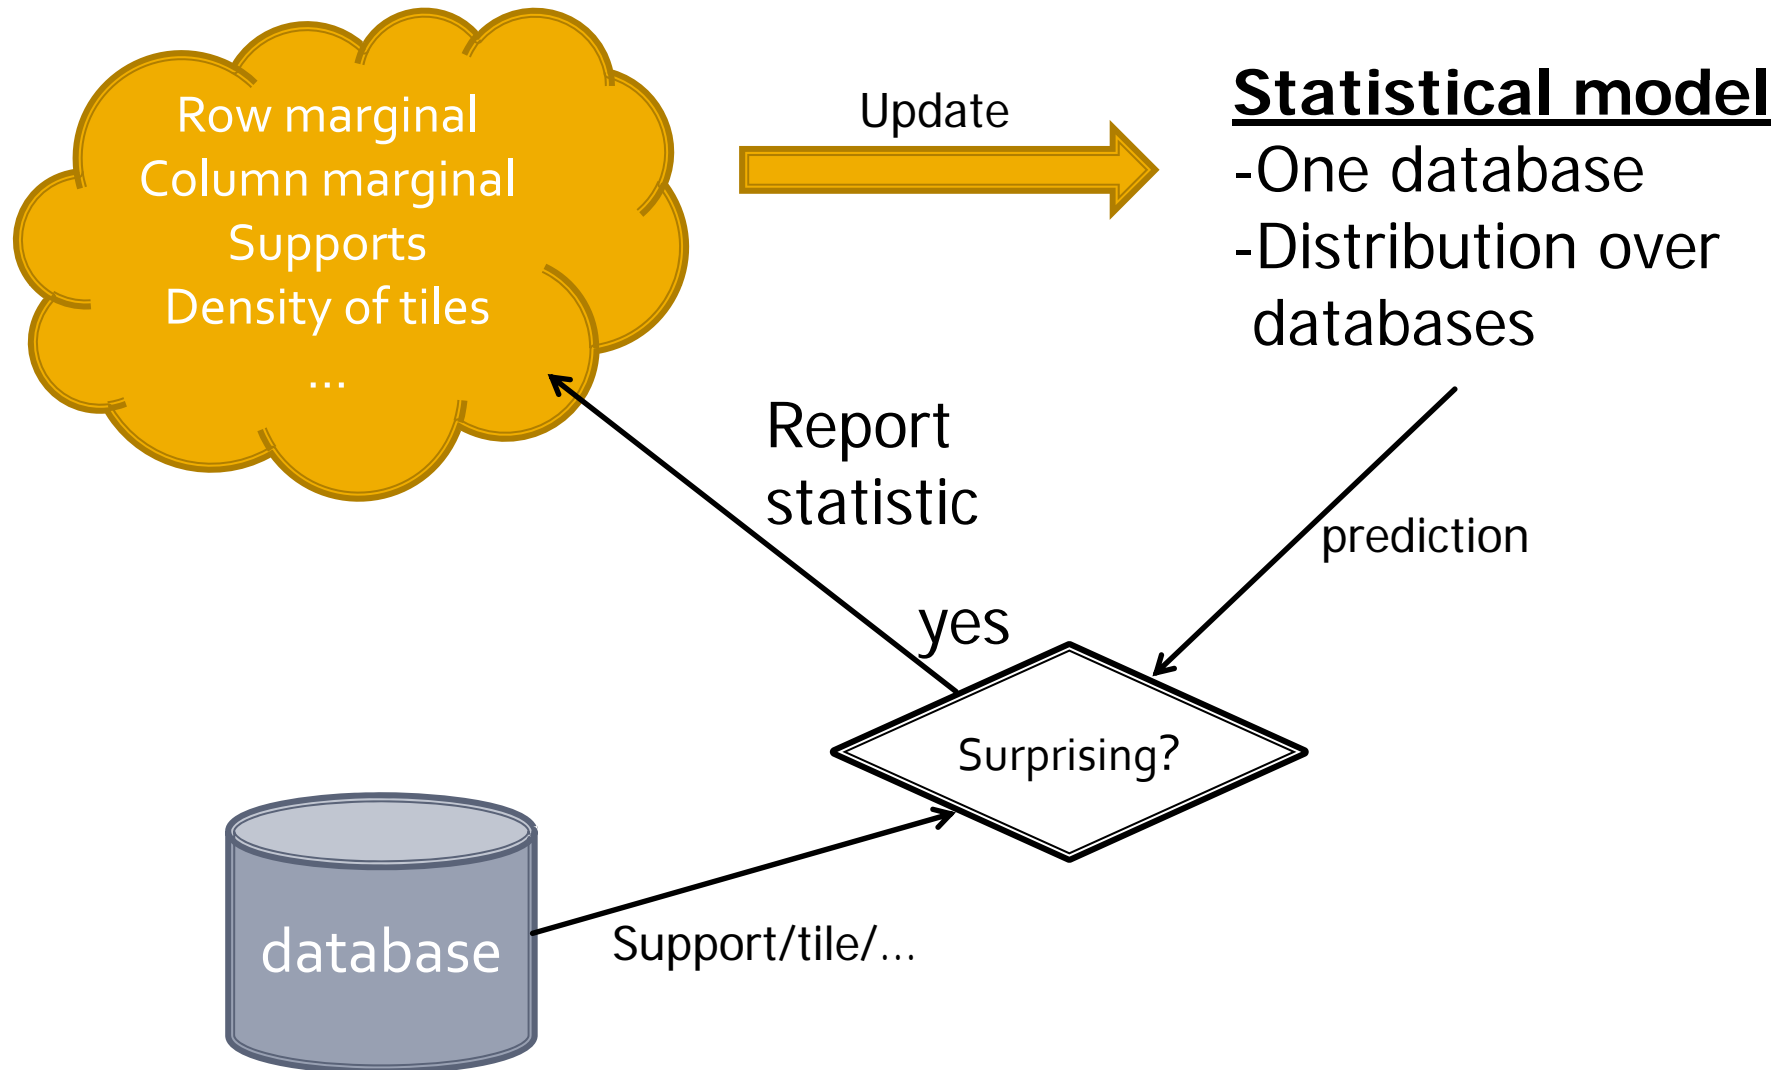 Row marginal
Column marginal
Supports
Density of tiles
...
Update
Statistical model
-One database
-Distribution over
databases
Report
statistic
prediction
yes
Surprising?
database
Support/tile/...